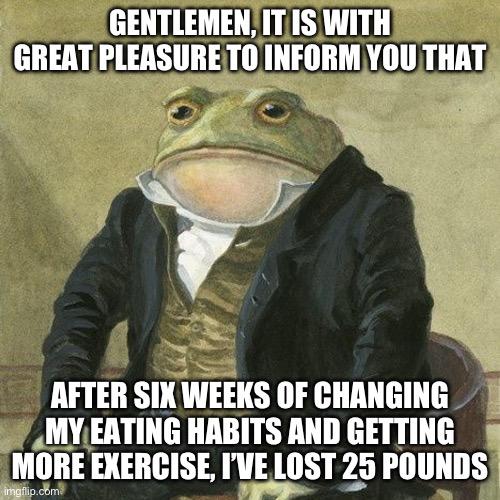 GENTLEMEN, IT IS WITH
GREAT PLEASURE TO INFORM YOU THAT
AFTER SIX WEEKS OF CHANGING
MY EATING HABITS AND GETTING
MORE EXERCISE, I'VE LOST 25 POUNDS
imgflip.com